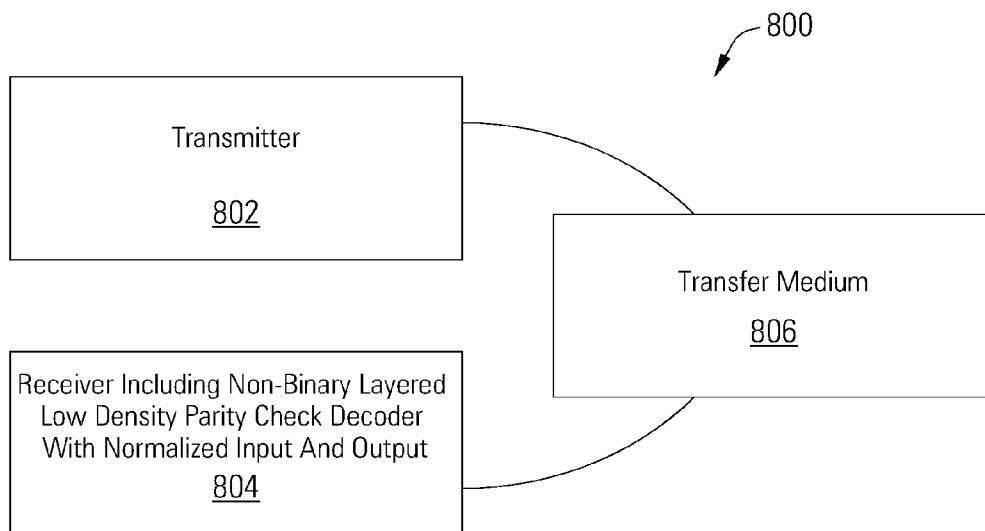 800
Transmitter
802
Transfer Medium
806
Receiver Including Non-Binary Layered
Low Density Parity Check Decoder
With Normalized Input And Output
804